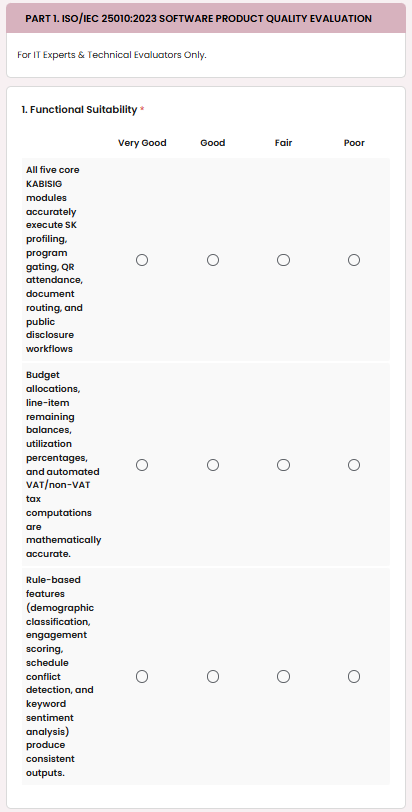 PART 1. ISO/IEC 25010:2023 SOFTWARE PRODUCT QUALITY EVALUATION
For IT Experts & Technical Evaluators Only.
1. Functional Suitability *
Very Good Good Fair Poor
All five core
KABISIG
modules
accurately
execute SK
profiling,
program
gating, QR
attendance,
document
routing, and
public
disclosure
workflows
Budget
allocations,
line-item
remaining
balances,
utilization
percentages,
and automated
VAT/non-VAT
tax
computations
are
mathematically
accurate.
Rule-based
features
(demographic
classification,
engagement
scoring,
schedule
conflict
detection, and
keyword
sentiment
analysis)
produce
consistent
outputs.